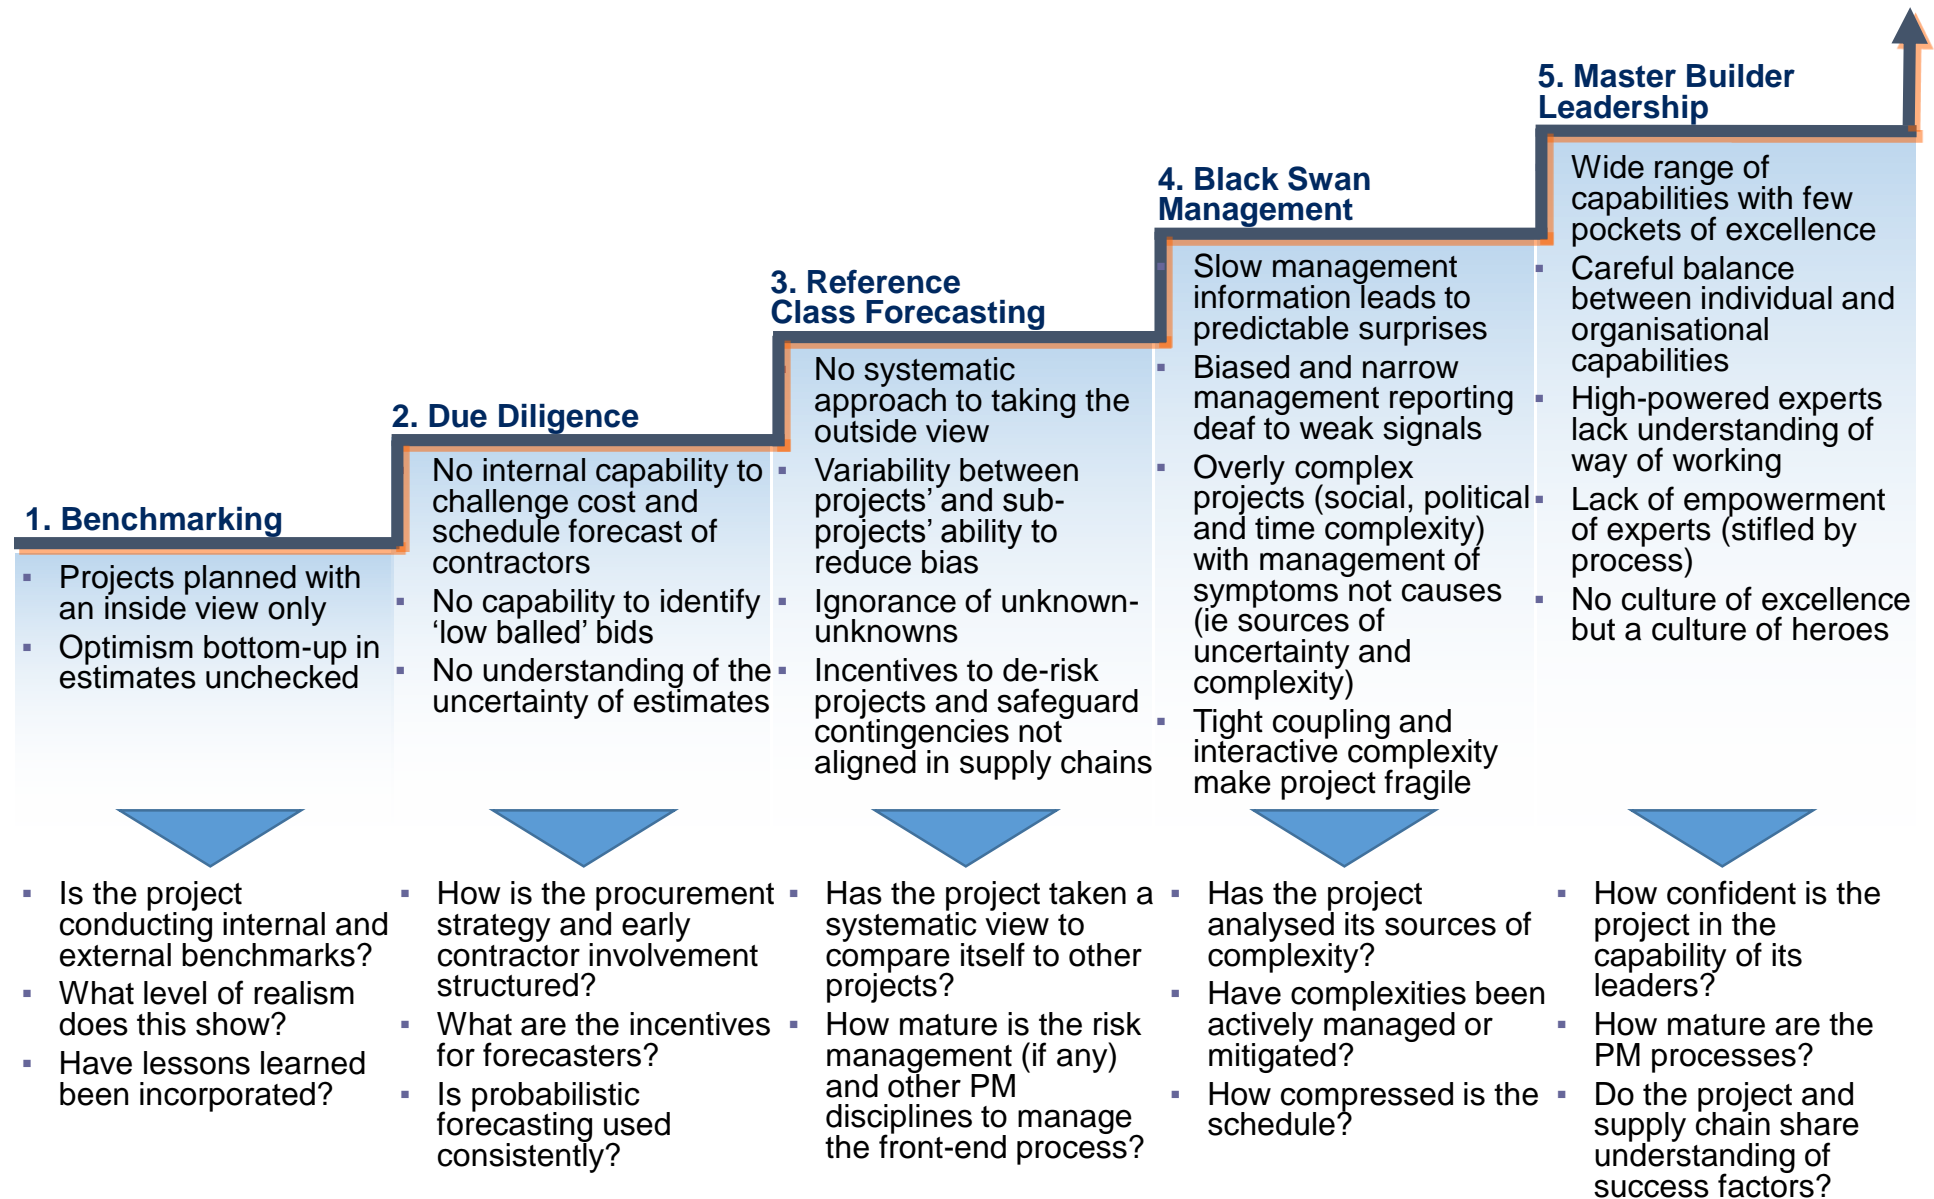 1. Benchmarking
▪ Projects planned with
an inside view only
▪ Optimism bottom-up in
estimates unchecked
▪ Is the project
conducting internal and
external benchmarks?
▪ What level of realism
does this show?
▪ Have lessons learned
been incorporated?
2. Due Diligence
▪ No internal capability to
challenge cost and
schedule forecast of
contractors
▪ No capability to identify
‘low balled’ bids
▪ No understanding of the
uncertainty of estimates
▪ How is the procurement
strategy and early
contractor involvement
structured?
▪ What are the incentives
for forecasters?
▪ Is probabilistic
forecasting used
consistently?
3. Reference
Class Forecasting
▪ No systematic
approach to taking the
outside view
▪ Variability between
projects’ and sub-
projects’ ability to
reduce bias
▪ Ignorance of unknown-
unknowns
▪ Incentives to de-risk
projects and safeguard
contingencies not
aligned in supply chains
▪ Has the project taken a
systematic view to
compare itself to other
projects?
▪ How mature is the risk
management (if any)
and other PM
disciplines to manage
the front-end process?
4. Black Swan
Management
▪ Slow management
information leads to
predictable surprises
▪ Biased and narrow
management reporting
deaf to weak signals
▪ Overly complex
projects (social, political
and time complexity)
with management of
symptoms not causes
(ie sources of
uncertainty and
complexity)
▪ Tight coupling and
interactive complexity
make project fragile
▪ Has the project
analysed its sources of
complexity?
▪ Have complexities been
actively managed or
mitigated?
▪ How compressed is the
schedule?
5. Master Builder
Leadership
Wide range of
capabilities with few
pockets of excellence
▪ Careful balance
between individual and
organisational
capabilities
▪ High-powered experts
lack understanding of
way of working
▪ Lack of empowerment
of experts (stifled by
process)
▪ No culture of excellence
but a culture of heroes
▪ How confident is the
project in the
capability of its
leaders?
▪ How mature are the
PM processes?
▪ Do the project and
supply chain share
understanding of
success factors?